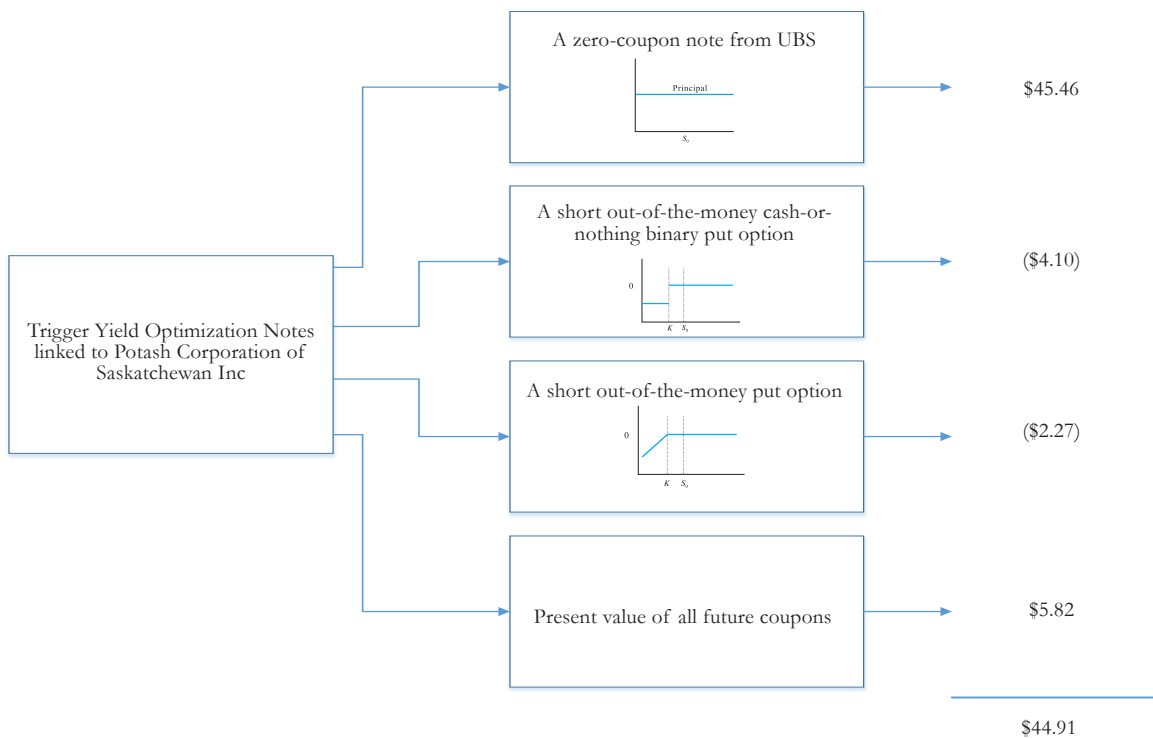 A zero-coupon note from UBS
Principal
S₀
$45.46
A short out-of-the-money cash-or-
nothing binary put option
0
K S₀
($4.10)
Trigger Yield Optimization Notes
linked to Potash Corporation of
Saskatchewan Inc
A short out-of-the-money put option
0
K S₀
($2.27)
Present value of all future coupons
$5.82
$44.91